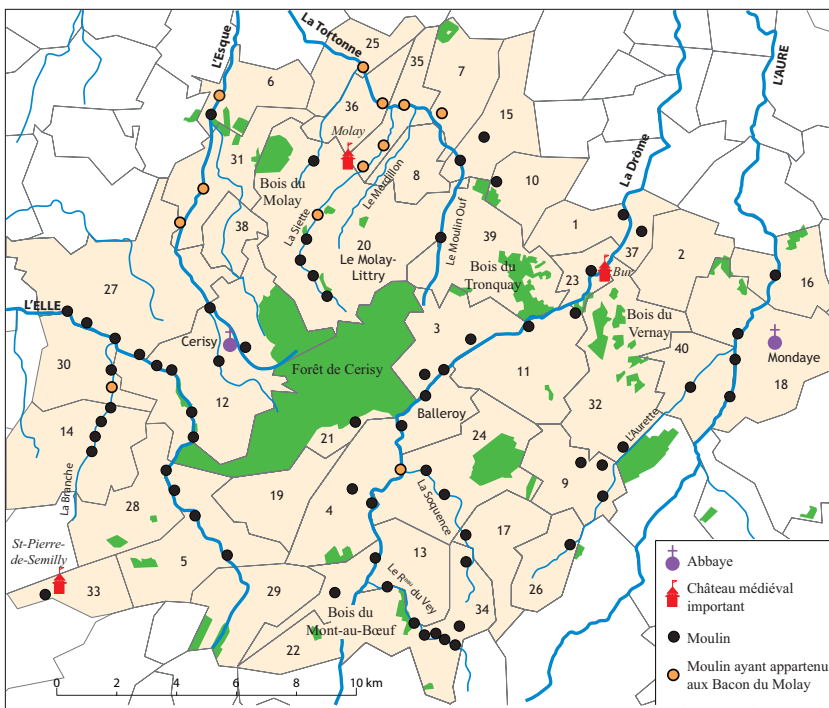 L'Esque
La Tortonne
25
35
7
6
36
15
Molay
31
Bois du
Molay
Le Mardillon
8
10
La Drôme
L'AURE
La Siette
Le Moulin Ouf
38
20
Le Molay-
Littry
39
Bois du
Tronquay
1
37
2
Bur
23
16
27
L'ELLE
Cerisy
3
Bois du
Vernay
40
Mondaye
18
30
Forêt de Cerisy
11
12
32
14
Balleroy
21
24
L'Aurette
La Branche
19
4
La Soquence
9
28
17
St-Pierre-
de-Semilly
5
13
33
29
Le Reau du Vey
26
34
Bois du
Mont-au-Bœuf
22
0 2 4 6 8 10 km
Abbaye
Château médiéval
important
Moulin
Moulin ayant appartenu
aux Bacon du Molay